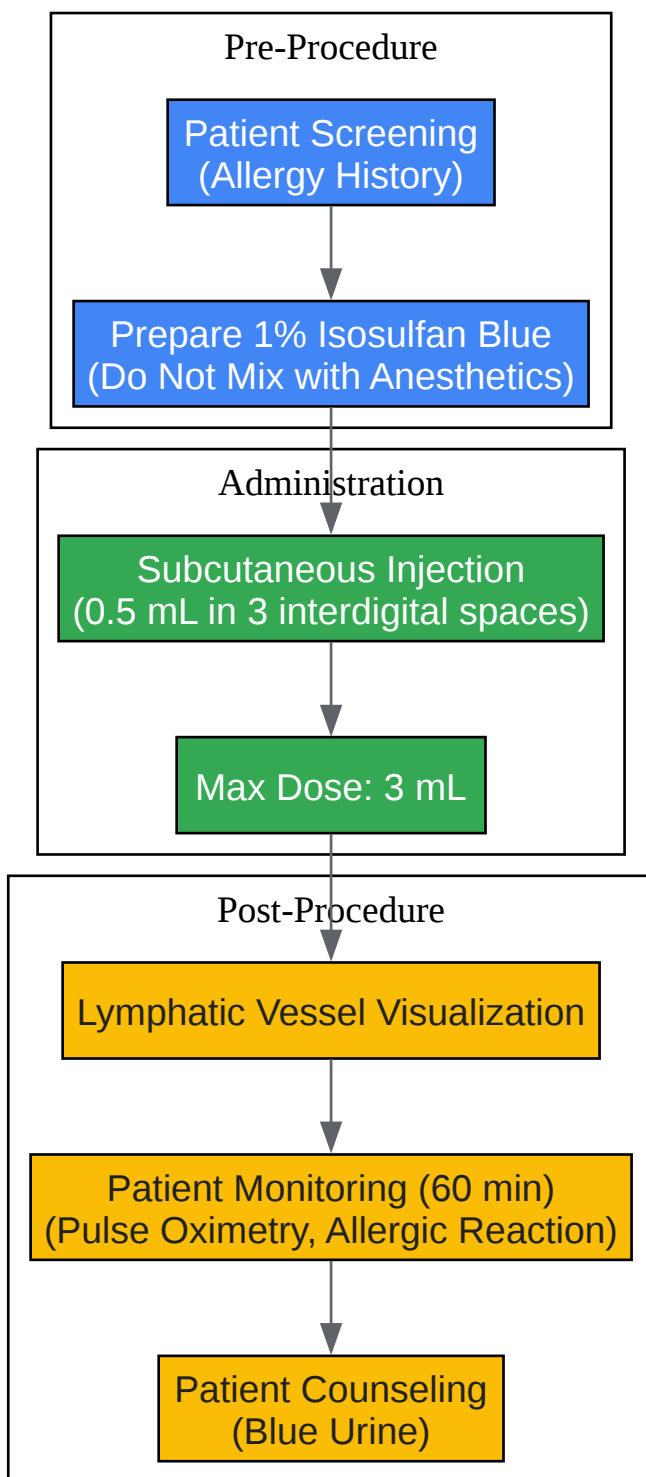 Pre-Procedure
Patient Screening
(Allergy History)
Prepare 1% Isosulfan Blue
(Do Not Mix with Anesthetics)
Administration
Subcutaneous Injection
(0.5 mL in 3 interdigital spaces)
Max Dose: 3 mL
Post-Procedure
Lymphatic Vessel Visualization
Patient Monitoring (60 min)
(Pulse Oximetry, Allergic Reaction)
Patient Counseling
(Blue Urine)